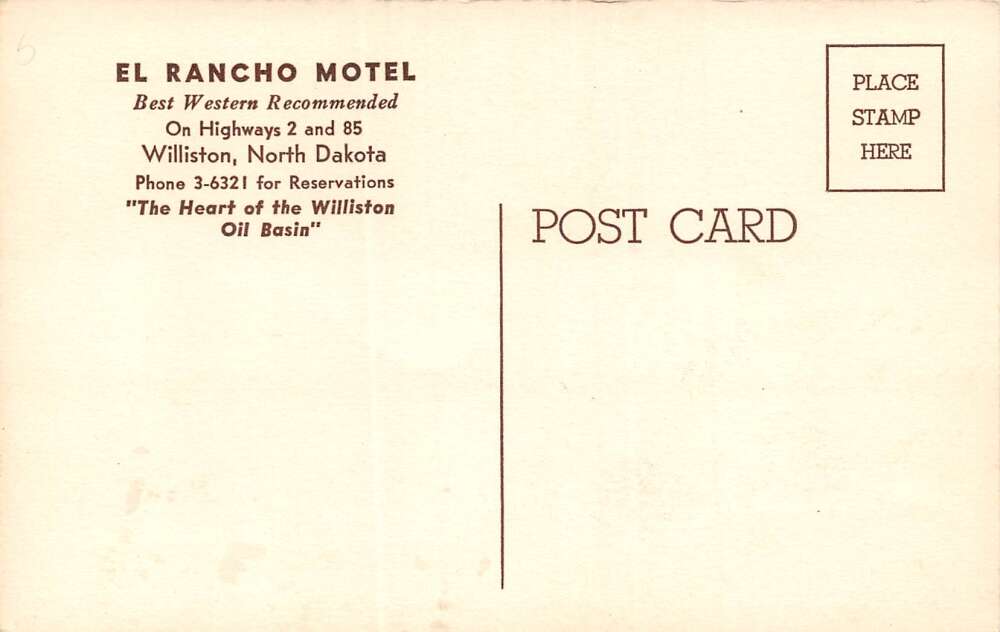 EL RANCHO MOTEL
Best Western Recommended
On Highways 2 and 85
Williston, North Dakota
Phone 3-6321 for Reservations
"The Heart of the Williston
Oil Basin"
PLACE
STAMP
HERE
POST CARD
5